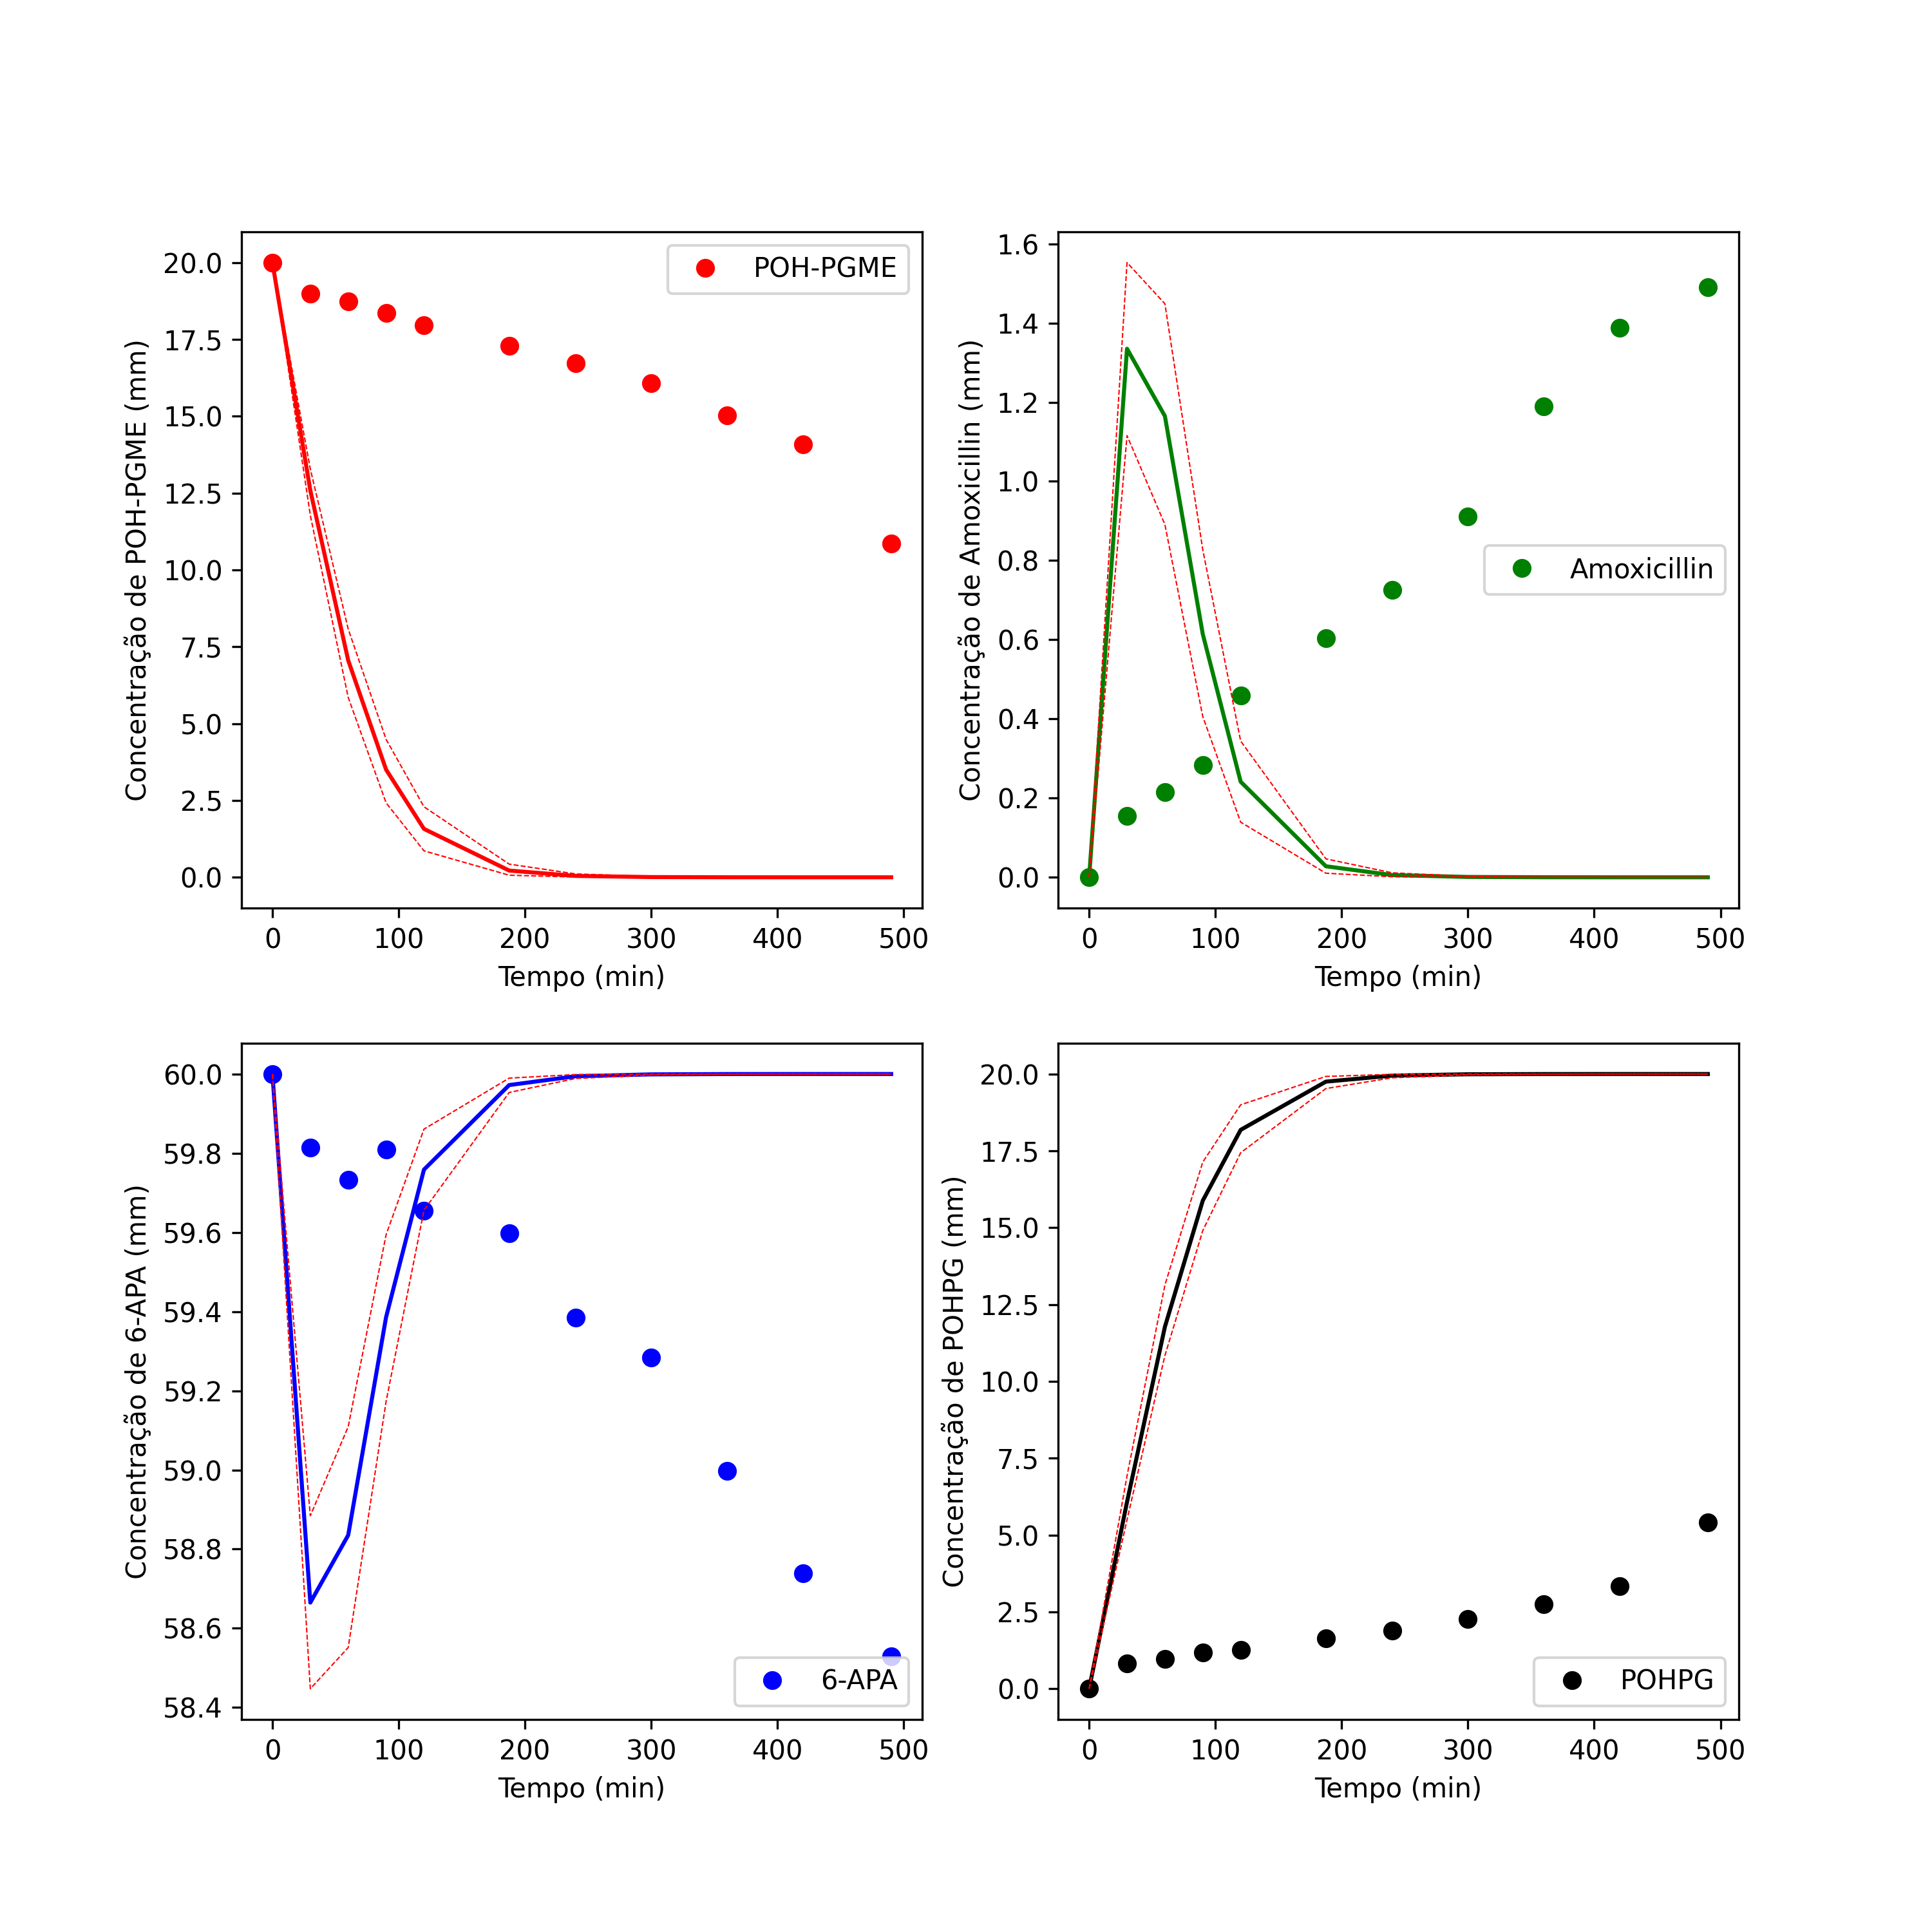 Concentração de POH-PGME (mm)
20.0
17.5
15.0
12.5
10.0
7.5
5.0
2.5
0.0
POH-PGME
0 100 200 300 400 500
Tempo (min)
Concentração de Amoxicillin (mm)
1.6
1.4
1.2
1.0
0.8
0.6
0.4
0.2
0.0
Amoxicillin
0 100 200 300 400 500
Tempo (min)
Concentração de 6-APA (mm)
60.0
59.8
59.6
59.4
59.2
59.0
58.8
58.6
58.4
6-APA
0 100 200 300 400 500
Tempo (min)
Concentração de POHPG (mm)
20.0
17.5
15.0
12.5
10.0
7.5
5.0
2.5
0.0
POHPG
0 100 200 300 400 500
Tempo (min)